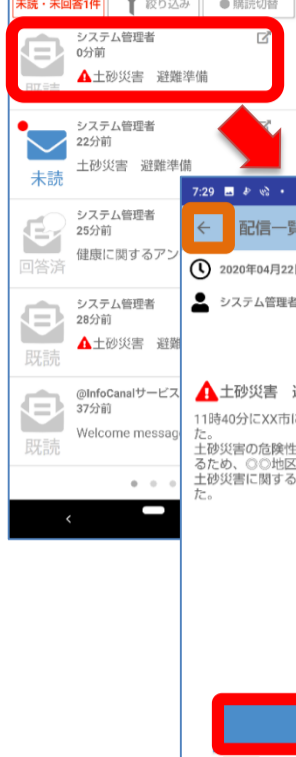 未読・未回答1件
絞り込み
購読切替
システム管理者
0分前
土砂災害 避難準備
既読
システム管理者
22分前
土砂災害 避難準備
未読
システム管理者
25分前
健康に関するアン
回答済
システム管理者
28分前
土砂災害 避難
既読
@InfoCanalサービス
37分前
Welcome messag
既読
7:29
配信一覧
2020年04月22
システム管理者
土砂災害
11時40分にXX市に
た。
土砂災害の危険性
るため、◎◎地区
土砂災害に関する
た。